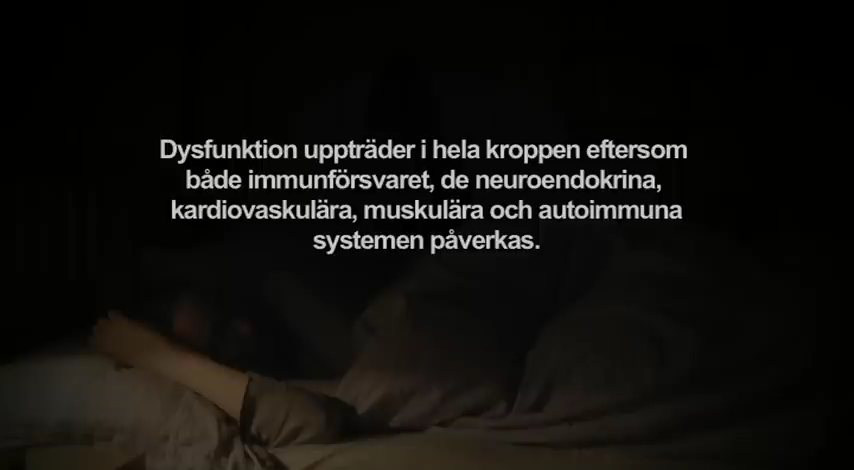 Dysfunktion uppträder i hela kroppen eftersom
både immunförsvaret, de neuroendokrina,
kardiovaskulära, muskulära och autoimmuna
systemen påverkas.